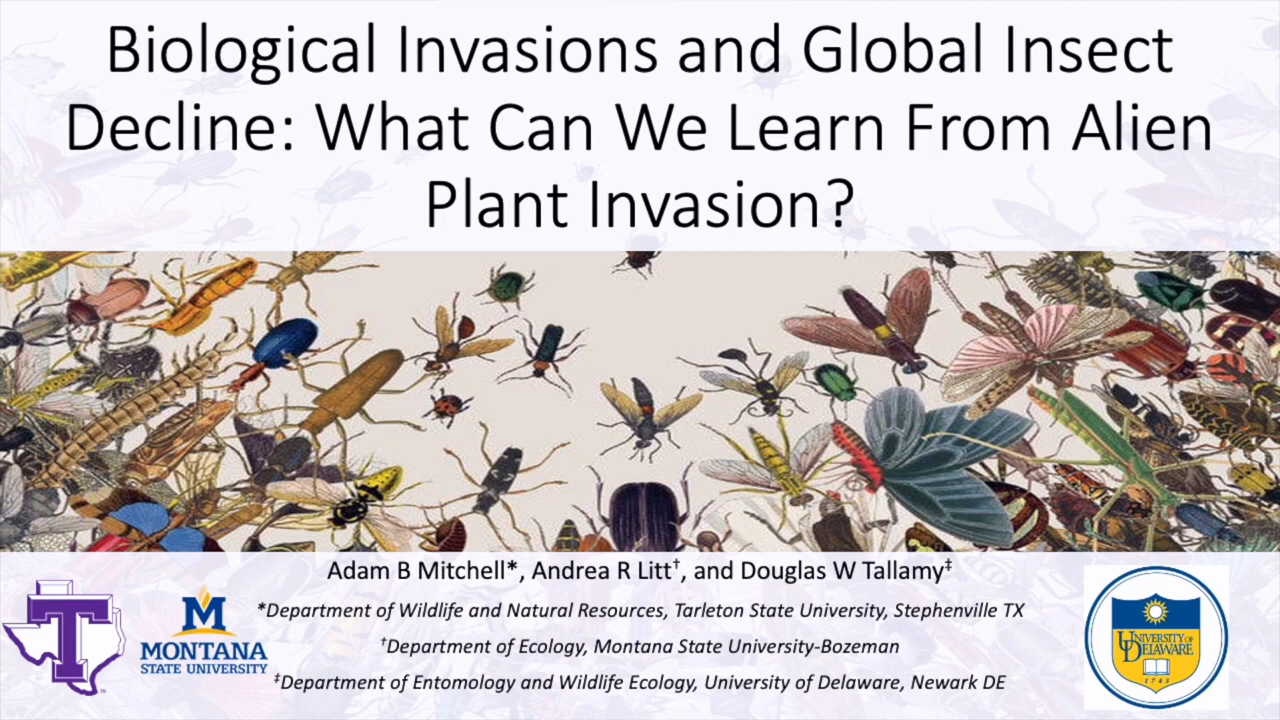 Biological Invasions and Global Insect
Decline: What Can We Learn From Alien
Plant Invasion?
Adam B Mitchell*, Andrea R Litt†, and Douglas W Tallamy‡
*Department of Wildlife and Natural Resources, Tarleton State University, Stephenville TX
†Department of Ecology, Montana State University-Bozeman
‡Department of Entomology and Wildlife Ecology, University of Delaware, Newark DE
T
TM
M
MONTANA
STATE UNIVERSITY
UNIVERSITY OF
DELAWARE
1743